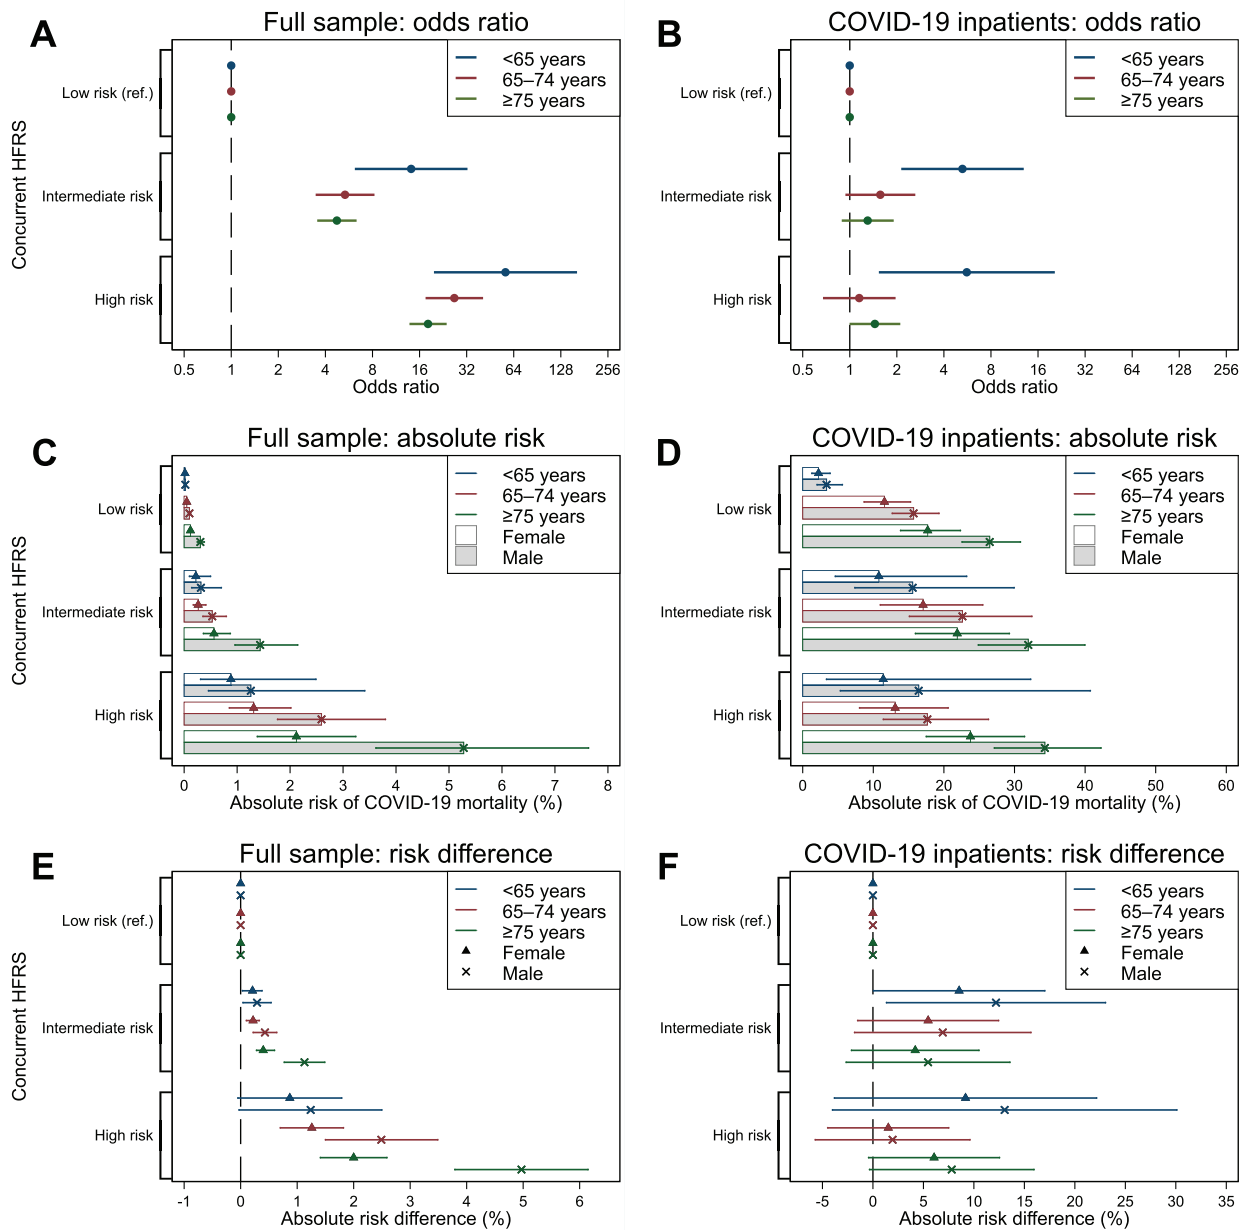 A
Full sample: odds ratio
<65 years
65–74 years
≥75 years
Concurrent HFRS
Low risk (ref.)
Intermediate risk
High risk
0.5 1 2 4 8 16 32 64 128 256
Odds ratio
B
COVID-19 inpatients: odds ratio
<65 years
65–74 years
≥75 years
Low risk (ref.)
Intermediate risk
High risk
0.5 1 2 4 8 16 32 64 128 256
Odds ratio
C
Full sample: absolute risk
<65 years
65–74 years
≥75 years
Female
Male
Concurrent HFRS
Low risk
Intermediate risk
High risk
0 1 2 3 4 5 6 7 8
Absolute risk of COVID-19 mortality (%)
D
COVID-19 inpatients: absolute risk
<65 years
65–74 years
≥75 years
Female
Male
Low risk
Intermediate risk
High risk
0 10 20 30 40 50 60
Absolute risk of COVID-19 mortality (%)
E
Full sample: risk difference
<65 years
65–74 years
≥75 years
Female
Male
Concurrent HFRS
Low risk (ref.)
Intermediate risk
High risk
-1 0 1 2 3 4 5 6
Absolute risk difference (%)
F
COVID-19 inpatients: risk difference
<65 years
65–74 years
≥75 years
Female
Male
Low risk (ref.)
Intermediate risk
High risk
-5 0 5 10 15 20 25 30 35
Absolute risk difference (%)